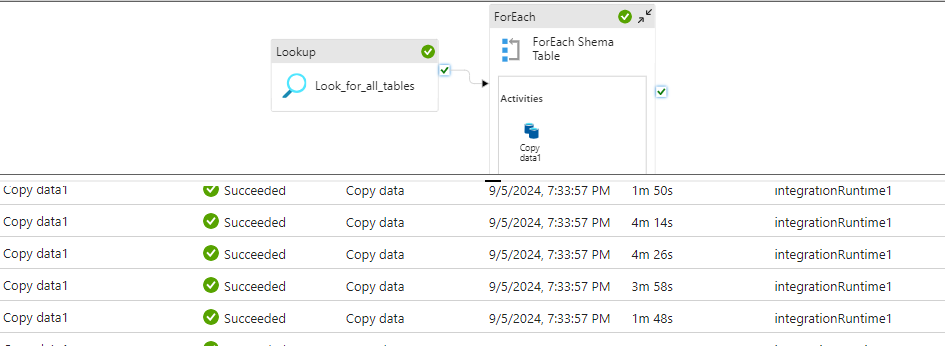 ForEach
Lookup
ForEach Shema
Table
Look_for_all_tables
Activities
Copy
data1
Copy data1 Succeeded Copy data 9/5/2024, 7:33:57 PM 1m 50s integrationRuntime1
Copy data1 Succeeded Copy data 9/5/2024, 7:33:57 PM 4m 14s integrationRuntime1
Copy data1 Succeeded Copy data 9/5/2024, 7:33:57 PM 4m 26s integrationRuntime1
Copy data1 Succeeded Copy data 9/5/2024, 7:33:57 PM 3m 58s integrationRuntime1
Copy data1 Succeeded Copy data 9/5/2024, 7:33:57 PM 1m 48s integrationRuntime1